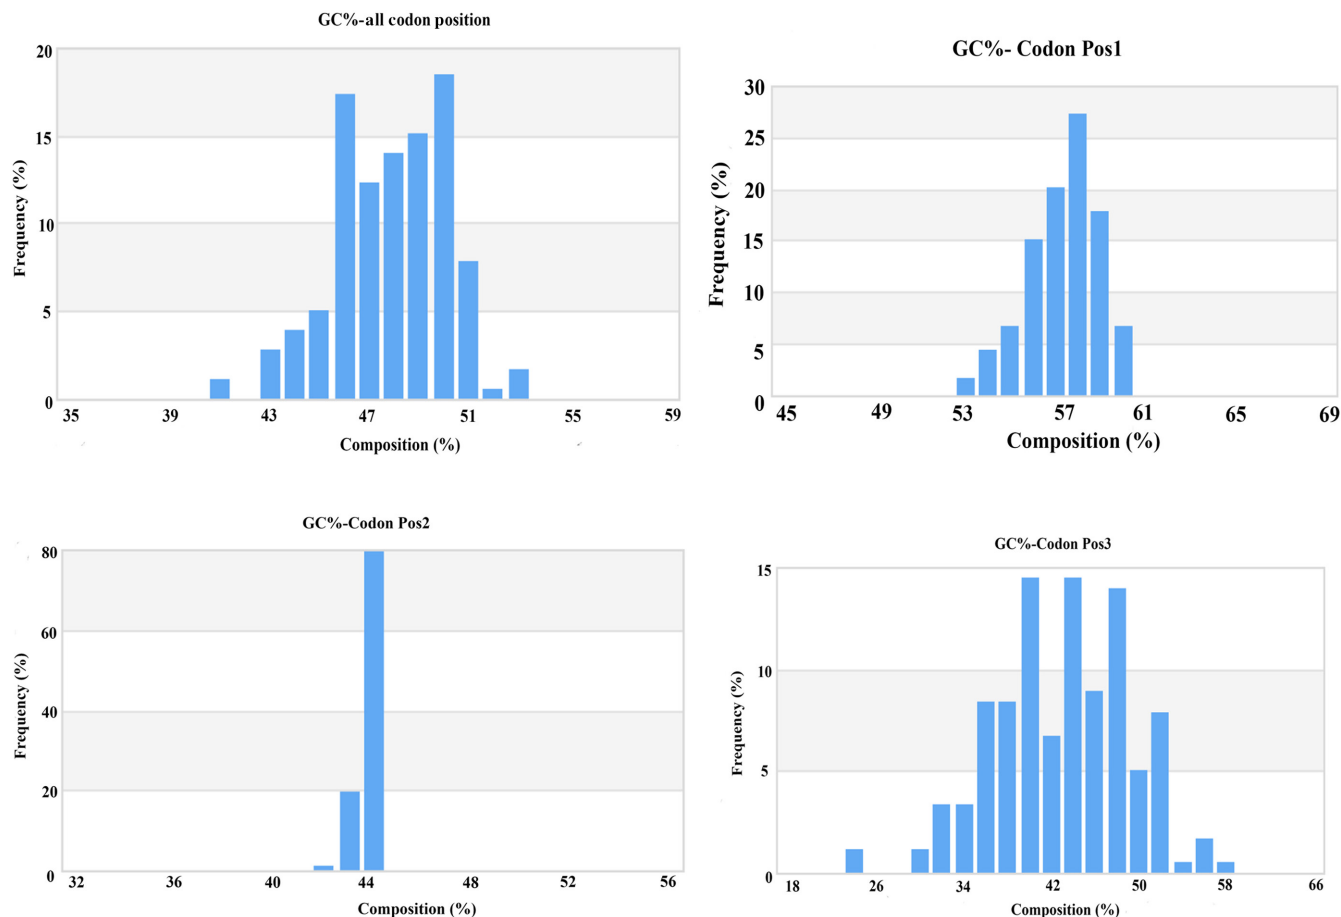 GC%-all codon position
20
15
10
5
0
Frequency (%)
35 39 43 47 51 55 59
Composition (%)
GC%- Codon Pos1
30
25
20
15
10
5
0
Frequency (%)
45 49 53 57 61 65 69
Composition (%)
GC%-Codon Pos2
80
60
40
20
0
Frequency (%)
32 36 40 44 48 52 56
Composition (%)
GC%-Codon Pos3
15
10
5
0
Frequency (%)
18 26 34 42 50 58 66
Composition (%)